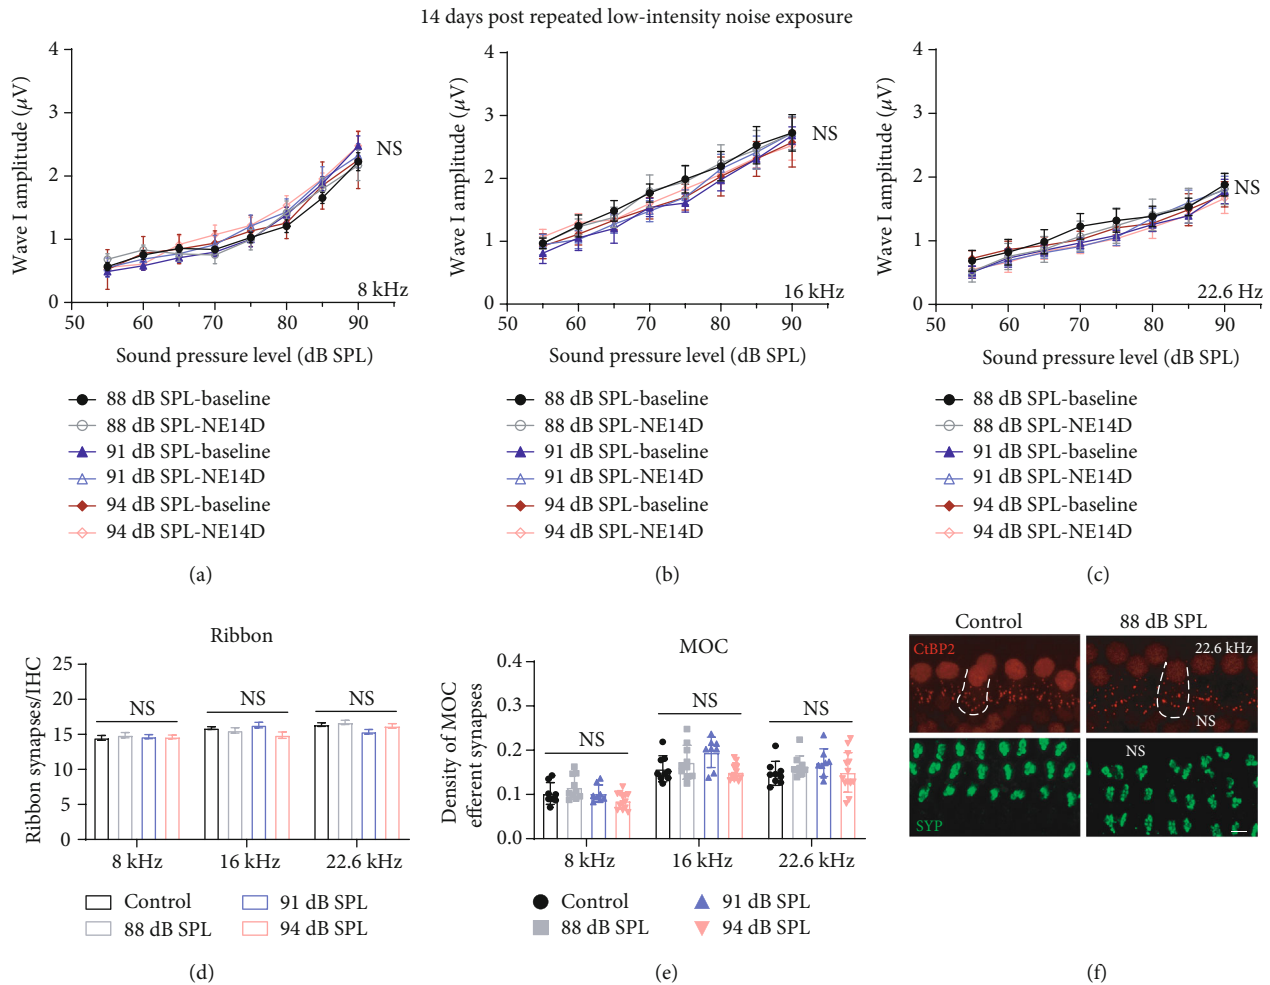 14 days post repeated low-intensity noise exposure
Wave I amplitude (μV)
4
3
2
1
0
50
60
70
80
90
NS
8 kHz
Sound pressure level (dB SPL)
88 dB SPL-baseline
88 dB SPL-NE14D
91 dB SPL-baseline
91 dB SPL-NE14D
94 dB SPL-baseline
94 dB SPL-NE14D
(a)
Wave I amplitude (μV)
4
3
2
1
0
50
60
70
80
90
NS
16 kHz
Sound pressure level (dB SPL)
88 dB SPL-baseline
88 dB SPL-NE14D
91 dB SPL-baseline
91 dB SPL-NE14D
94 dB SPL-baseline
94 dB SPL-NE14D
(b)
Wave I amplitude (μV)
4
3
2
1
0
50
60
70
80
90
NS
22.6 Hz
Sound pressure level (dB SPL)
88 dB SPL-baseline
88 dB SPL-NE14D
91 dB SPL-baseline
91 dB SPL-NE14D
94 dB SPL-baseline
94 dB SPL-NE14D
(c)
Ribbon
Ribbon synapses/IHC
25
20
15
10
5
0
NS
NS
NS
8 kHz
16 kHz
22.6 kHz
Control
88 dB SPL
91 dB SPL
94 dB SPL
(d)
MOC
Density of MOC
efferent synapses
0.4
0.3
0.2
0.1
0.0
NS
NS
NS
8 kHz
16 kHz
22.6 kHz
Control
88 dB SPL
91 dB SPL
94 dB SPL
(e)
Control
88 dB SPL
CtBP2
22.6 kHz
NS
NS
SYP
(f)